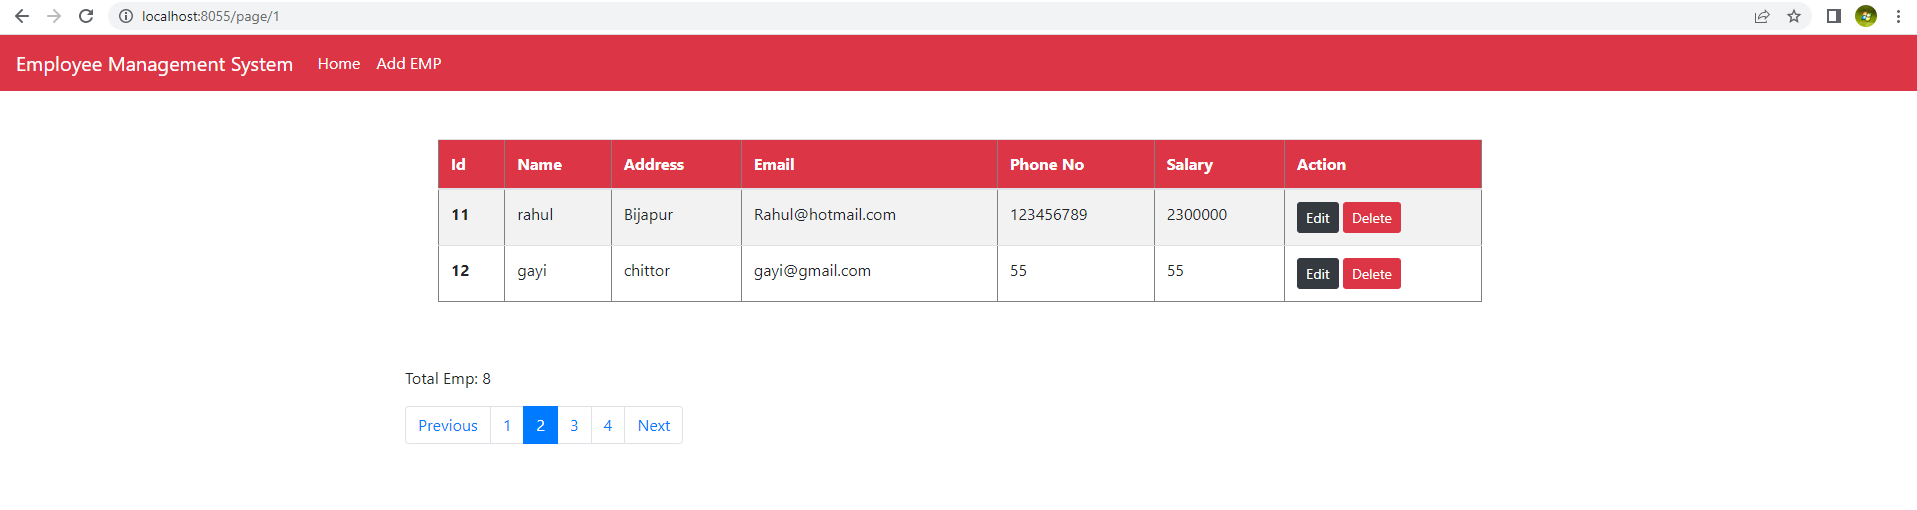 localhost:8055/page/1
Employee Management System Home Add EMP
Id Name Address Email Phone No Salary Action
11 rahul Bijapur Rahul@hotmail.com 123456789 2300000 Edit Delete
12 gayi chittor gayi@gmail.com 55 55 Edit Delete
Total Emp: 8
Previous 1 2 3 4 Next